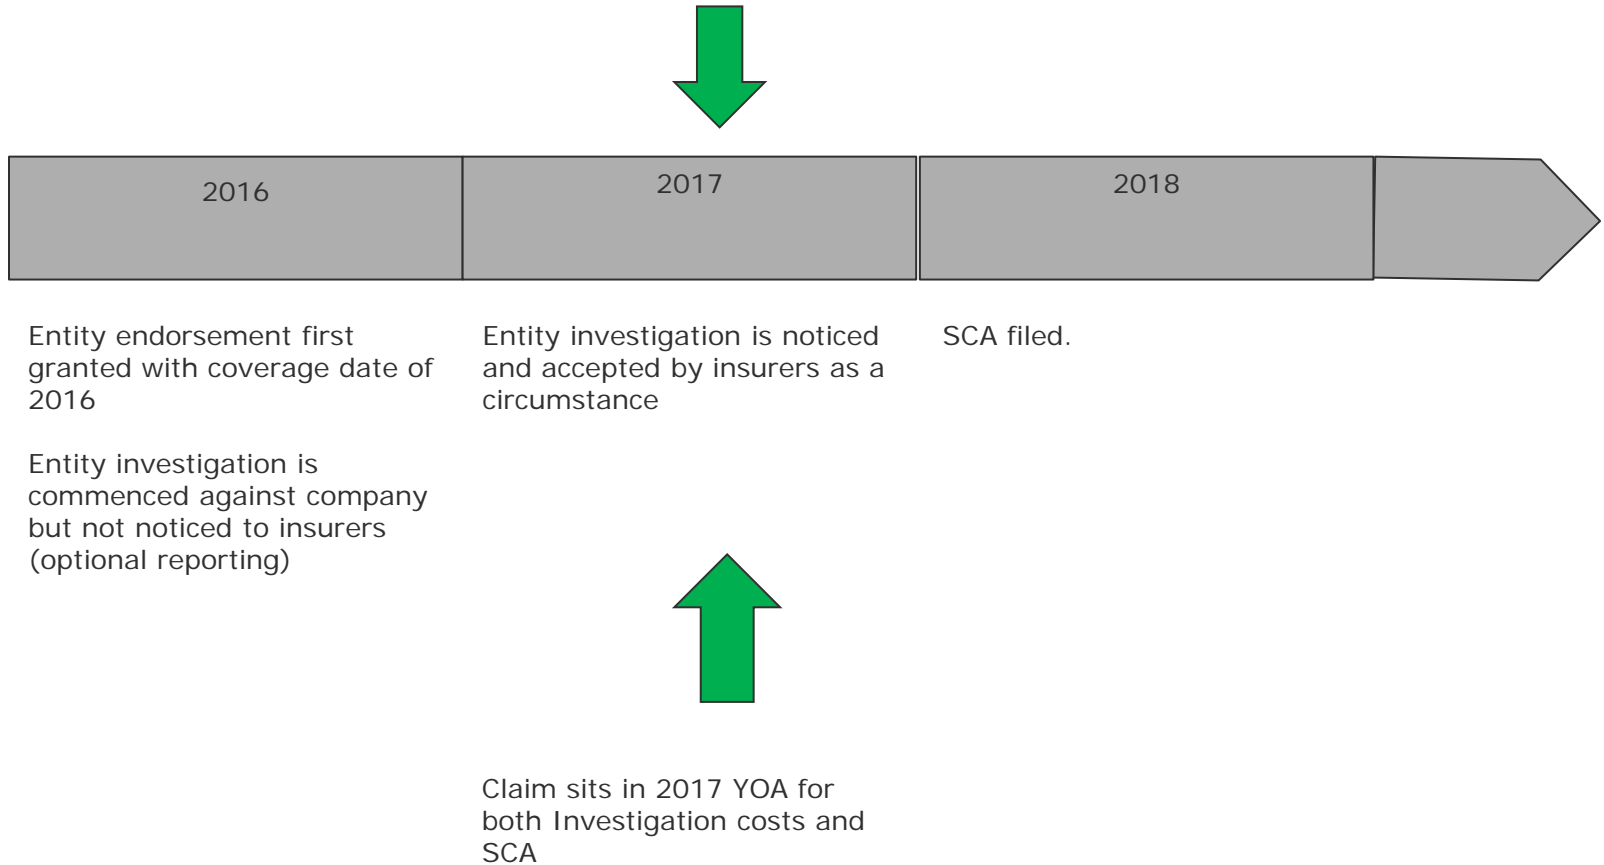 2016
2017
2018
Entity endorsement first
granted with coverage date of
2016
Entity investigation is
commenced against company
but not noticed to insurers
(optional reporting)
Entity investigation is noticed
and accepted by insurers as a
circumstance
SCA filed.
Claim sits in 2017 YOA for
both Investigation costs and
SCA